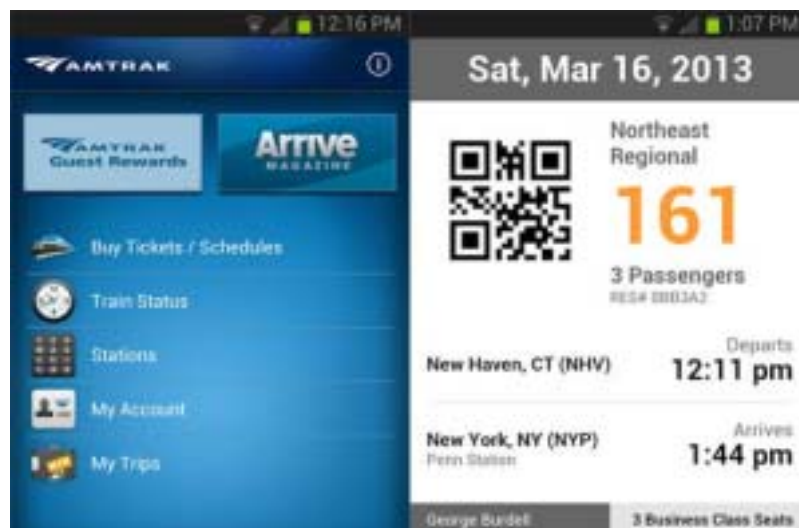 12:16 PM
AMTRAK
AMTRAK
Guest Rewards
Arrive
MAGAZINE
Buy Tickets / Schedules
Train Status
Stations
My Account
My Trips
1:07 PM
Sat, Mar 16, 2013
Northeast
Regional
161
3 Passengers
RES#
Departs
New Haven, CT (NHV)
12:11 pm
Arrives
New York, NY (NYP)
Penn Station
1:44 pm
George Burdell
3 Business Class Seats